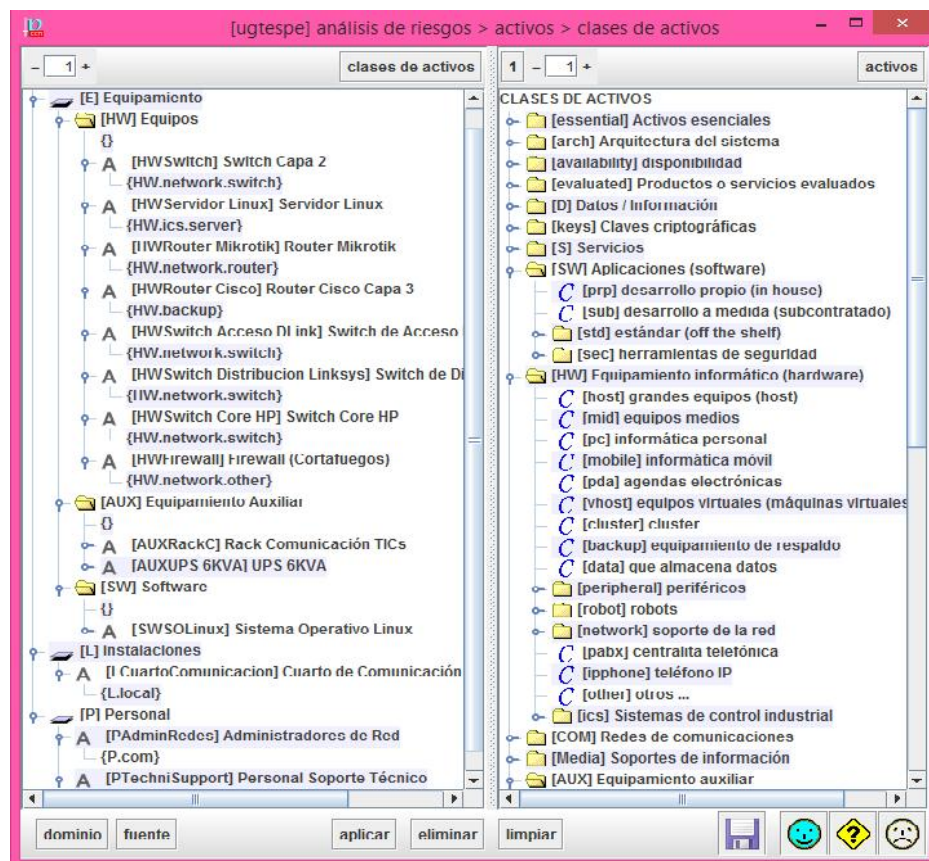 [ugtespe] análisis de riesgos > activos > clases de activos
− 1 + clases de activos
[E] Equipamiento
[HW] Equipos
{}
A [HWSwitch] Switch Capa 2
{HW.network.switch}
A [HWServidor Linux] Servidor Linux
{HW.ics.server}
A [HWRouter Mikrotik] Router Mikrotik
{HW.network.router}
A [HWRouter Cisco] Router Cisco Capa 3
{HW.backup}
A [HWSwitch Acceso DLink] Switch de Acceso
{HW.network.switch}
A [HWSwitch Distribucion Linksys] Switch de Di
{HW.network.switch}
A [HWSwitch Core HP] Switch Core HP
{HW.network.switch}
A [HWFirewall] Firewall (Cortafuegos)
{HW.network.other}
[AUX] Equipamiento Auxiliar
{}
A [AUXRackC] Rack Comunicación TICs
A [AUXUPS 6KVA] UPS 6KVA
[SW] Software
{}
A [SWSOLinux] Sistema Operativo Linux
[L] Instalaciones
A [LCuartoComunicacion] Cuarto de Comunicación
{L.local}
[P] Personal
A [PAdminRedes] Administradores de Red
{P.com}
A [PTechniSupport] Personal Soporte Técnico
1 − 1 + activos
CLASES DE ACTIVOS
[essential] Activos esenciales
[arch] Arquitectura del sistema
[availability] disponibilidad
[evaluated] Productos o servicios evaluados
[D] Datos / Información
[keys] Claves criptográficas
[S] Servicios
[SW] Aplicaciones (software)
C [prp] desarrollo propio (in house)
C [sub] desarrollo a medida (subcontratado)
[std] estándar (off the shelf)
[sec] herramientas de seguridad
[HW] Equipamiento informático (hardware)
C [host] grandes equipos (host)
C [mid] equipos medios
C [pc] informática personal
C [mobile] informática móvil
C [pda] agendas electrónicas
C [vhost] equipos virtuales (máquinas virtuales
C [cluster] cluster
C [backup] equipamiento de respaldo
C [data] que almacena datos
[peripheral] periféricos
[robot] robots
[network] soporte de la red
C [pabx] centralita telefónica
C [ipphone] teléfono IP
C [other] otros ...
[ics] Sistemas de control industrial
[COM] Redes de comunicaciones
[Media] Soportes de información
[AUX] Equipamiento auxiliar
dominio fuente aplicar eliminar limpiar